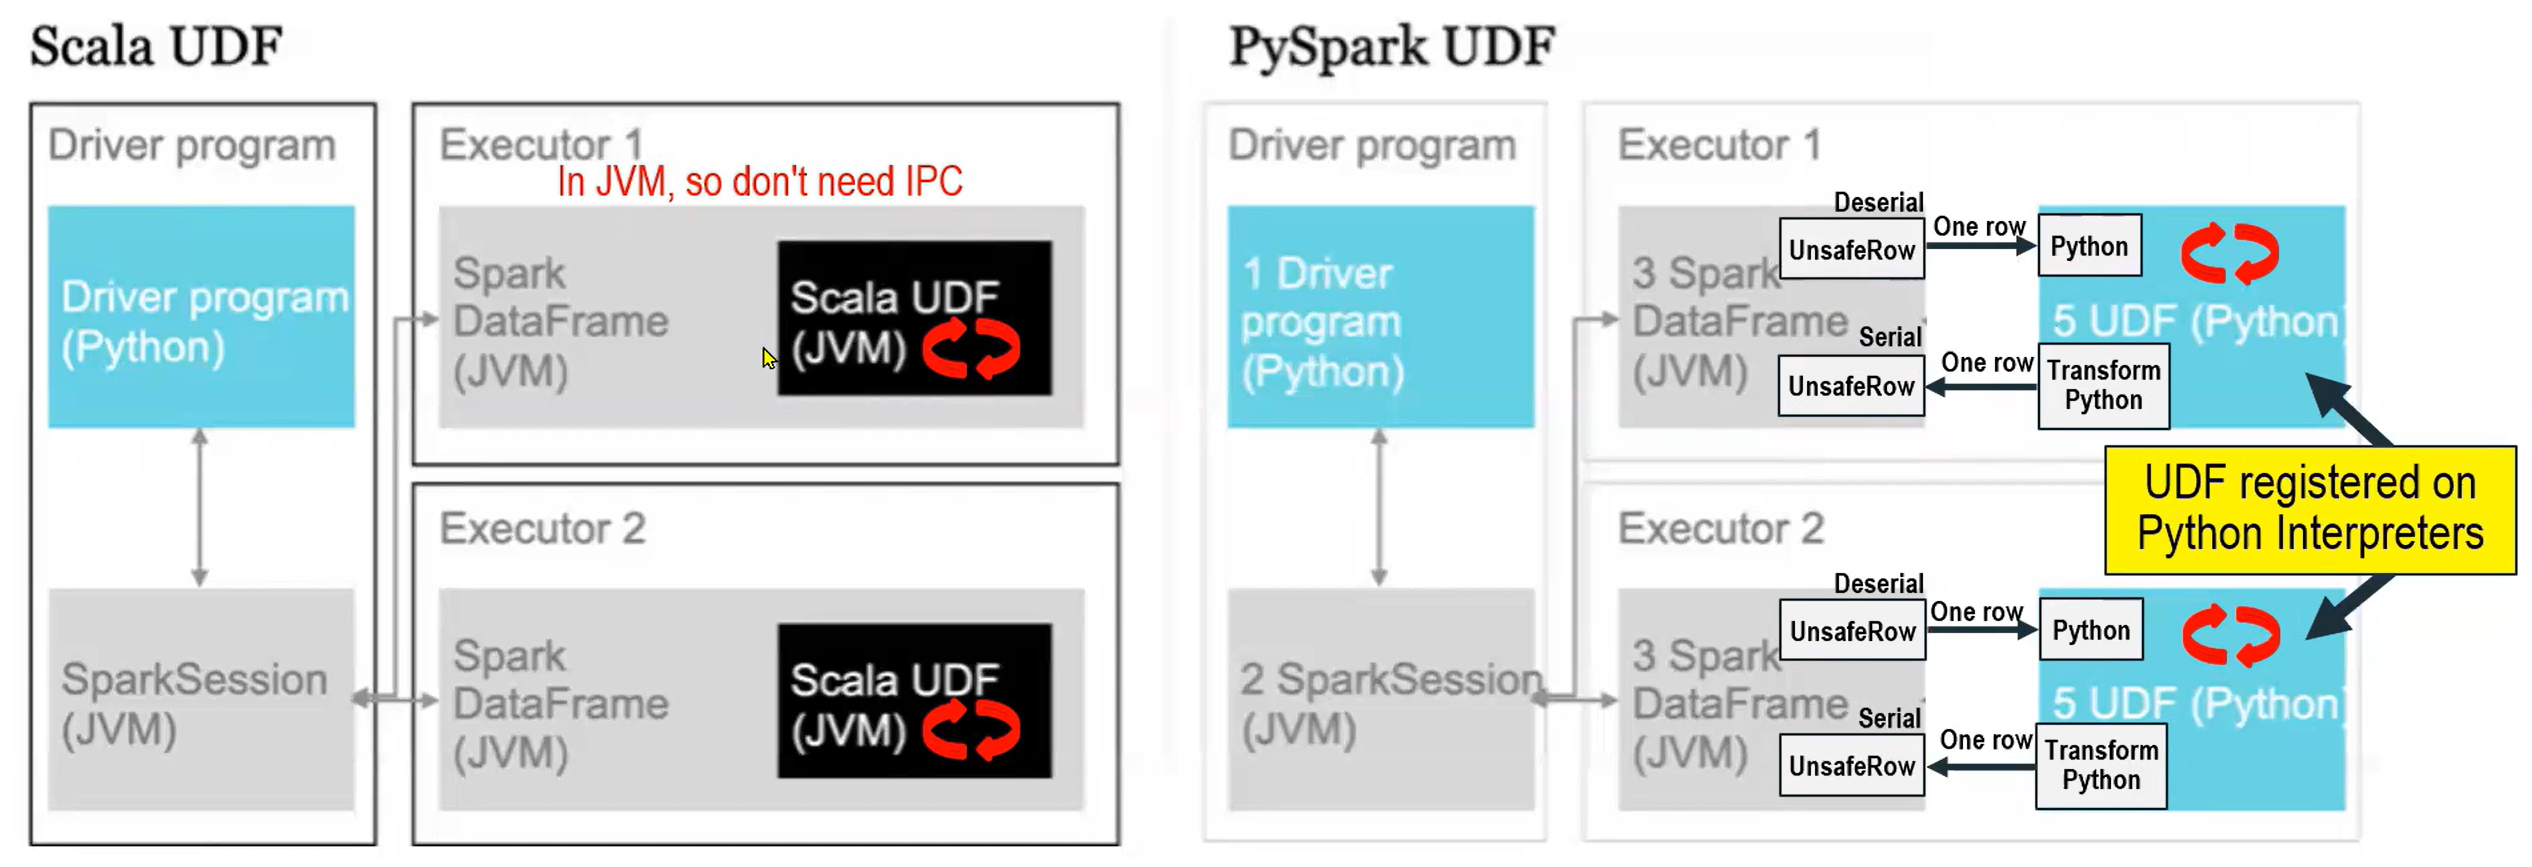 Scala UDF
Driver program
Driver program
(Python)
SparkSession
(JVM)
Executor 1
In JVM, so don't need IPC
Spark
DataFrame
(JVM)
Scala UDF
(JVM)
Executor 2
Spark
DataFrame
(JVM)
Scala UDF
(JVM)
PySpark UDF
Driver program
1 Driver
program
(Python)
2 SparkSession
(JVM)
Executor 1
3 Spark
DataFrame
(JVM)
Deserial
UnsafeRow
One row
Python
5 UDF (Python)
Serial
UnsafeRow
One row
Transform
Python
UDF registered on
Python Interpreters
Executor 2
3 Spark
DataFrame
(JVM)
Deserial
UnsafeRow
One row
Python
5 UDF (Python)
Serial
UnsafeRow
One row
Transform
Python